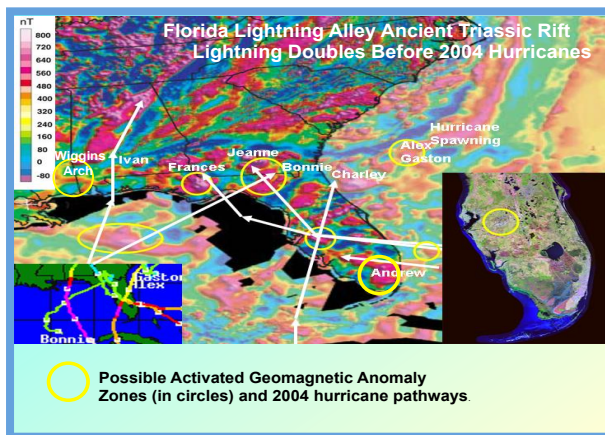 nT
Florida Lightning Alley Ancient Triassic Rift
Lightning Doubles Before 2004 Hurricanes
800
720
640
560
480
400
320
240
160
80
0
-80
Hurricane
Spawning
Alex
Gaston
Wiggins
Arch
Ivan
Jeanne
Frances
Bonnie
Charley
Andrew
Gaston
Alex
Bonnie
Possible Activated Geomagnetic Anomaly
Zones (in circles) and 2004 hurricane pathways.